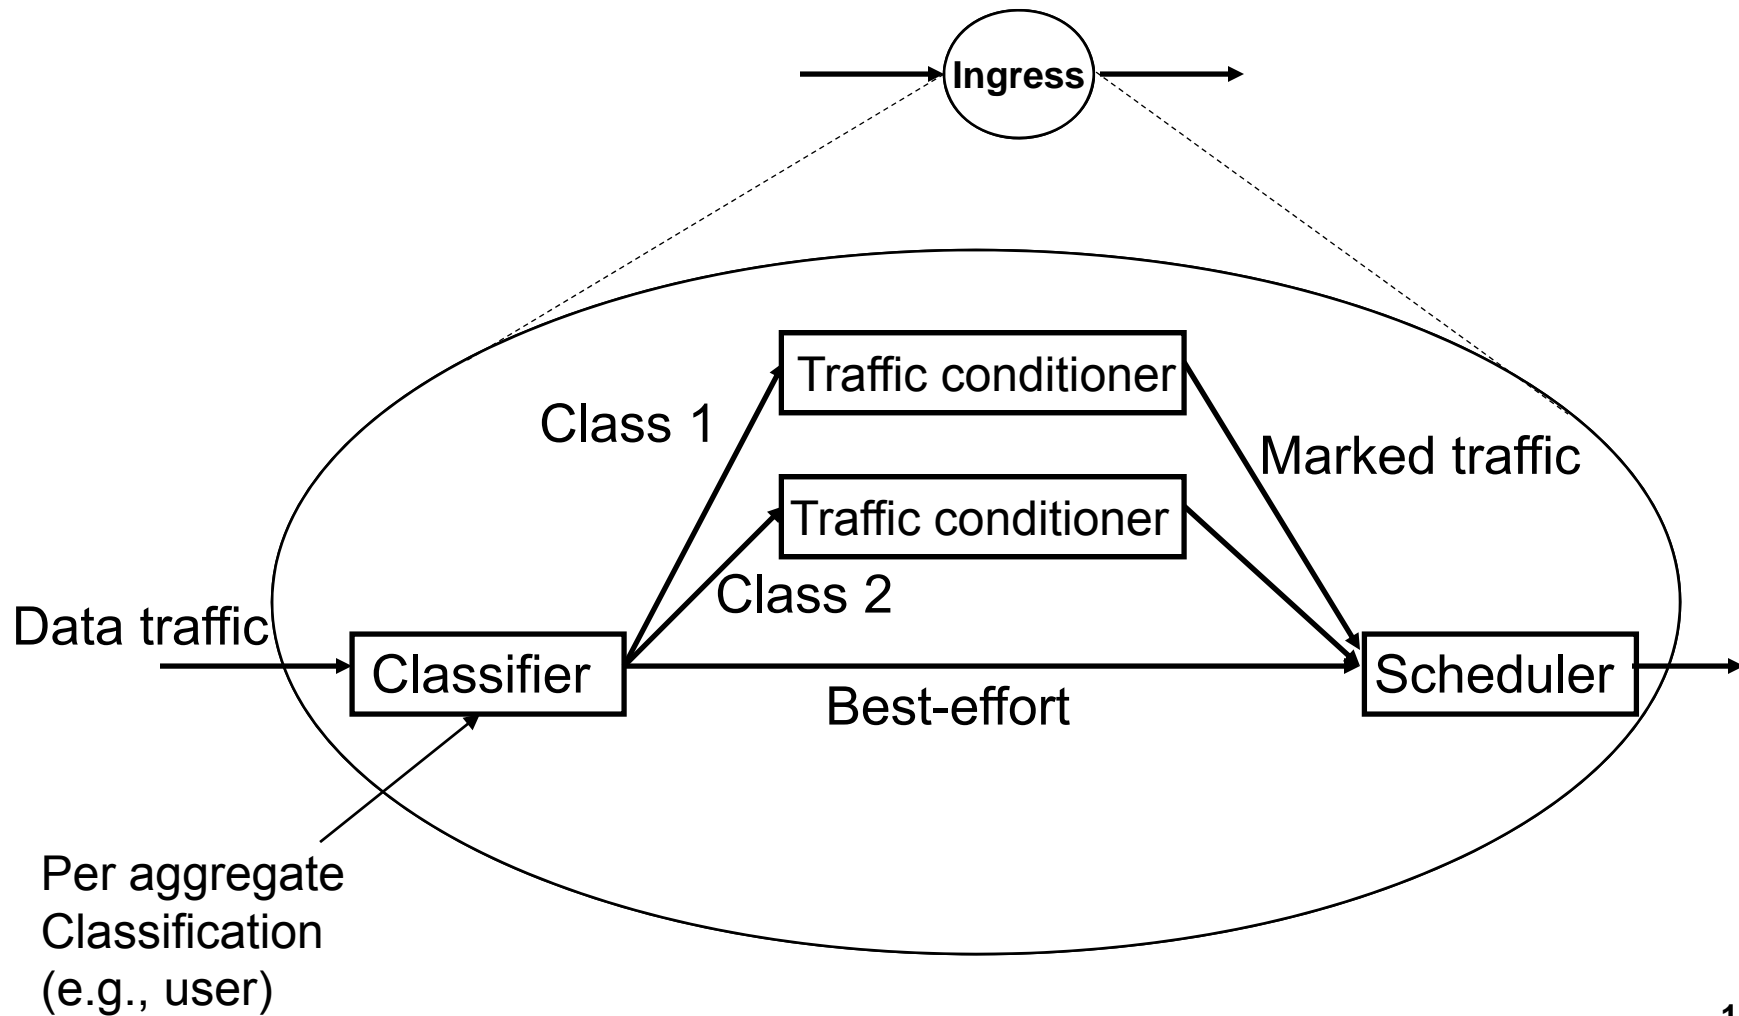 Ingress
Traffic conditioner
Class 1
Marked traffic
Traffic conditioner
Class 2
Data traffic
Classifier
Scheduler
Best-effort
Per aggregate
Classification
(e.g., user)